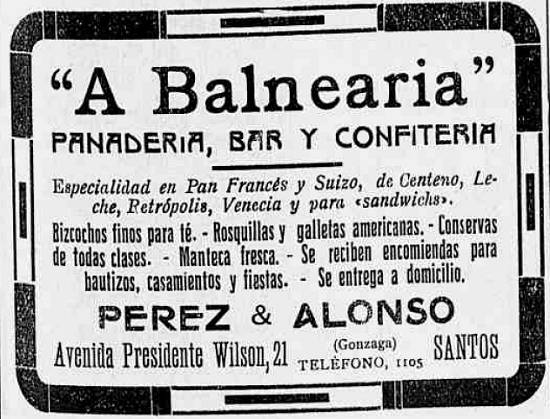 “A Balnearia”
PANADERIA, BAR Y CONFITERIA
Especialidad en Pan Francés y Suizo, de Centeno, Le-
che, Petrópolis, Venecia y para «sandwichs».
Bizcochos finos para té. - Rosquillas y galletas americanas. - Conservas
de todas clases. - Manteca fresca. - Se reciben encomiendas para
bautizos, casamientos y fiestas. - Se entrega a domicilio.
PEREZ & ALONSO
Avenida Presidente Wilson, 21 (Gonzaga) SANTOS
TELÉFONO, 1105